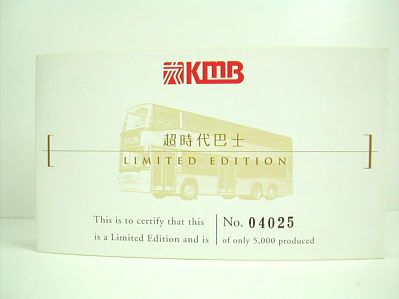 KMB
超時代巴士
LIMITED EDITION
This is to certify that this
is a Limited Edition and is
No. 04025
of only 5,000 produced